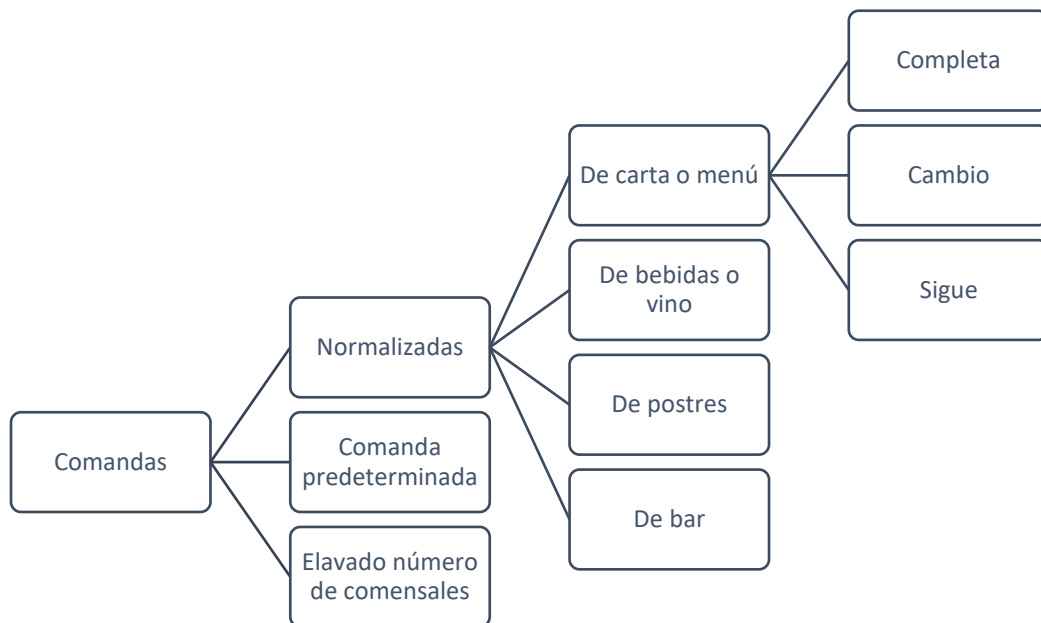 Comandas
Normalizadas
Comanda
predeterminada
Elavado número
de comensales
De carta o menú
De bebidas o
vino
De postres
De bar
Completa
Cambio
Sigue